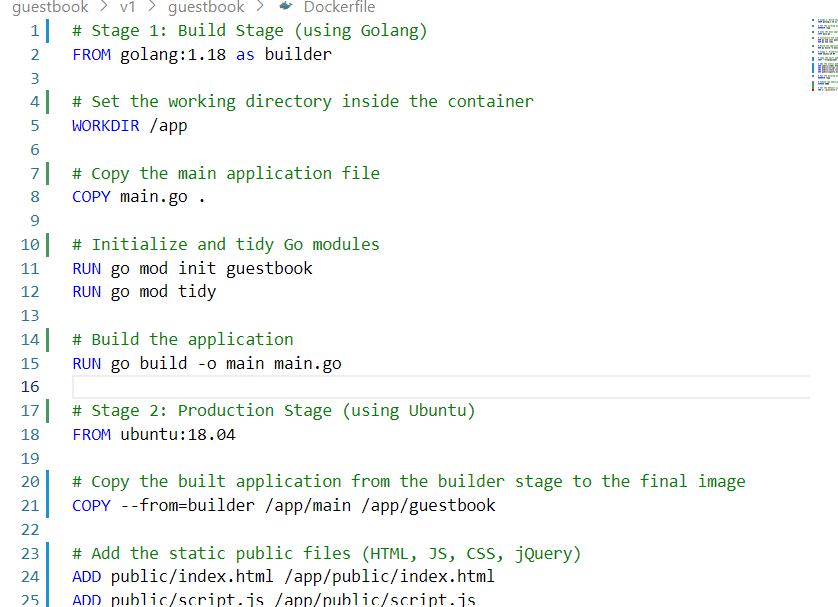 guestbook > v1 > guestbook > Dockerfile
1 # Stage 1: Build Stage (using Golang)
2 FROM golang:1.18 as builder
3
4 # Set the working directory inside the container
5 WORKDIR /app
6
7 # Copy the main application file
8 COPY main.go .
9
10 # Initialize and tidy Go modules
11 RUN go mod init guestbook
12 RUN go mod tidy
13
14 # Build the application
15 RUN go build -o main main.go
16
17 # Stage 2: Production Stage (using Ubuntu)
18 FROM ubuntu:18.04
19
20 # Copy the built application from the builder stage to the final image
21 COPY --from=builder /app/main /app/guestbook
22
23 # Add the static public files (HTML, JS, CSS, jQuery)
24 ADD public/index.html /app/public/index.html
25 ADD public/script.js /app/public/script.js